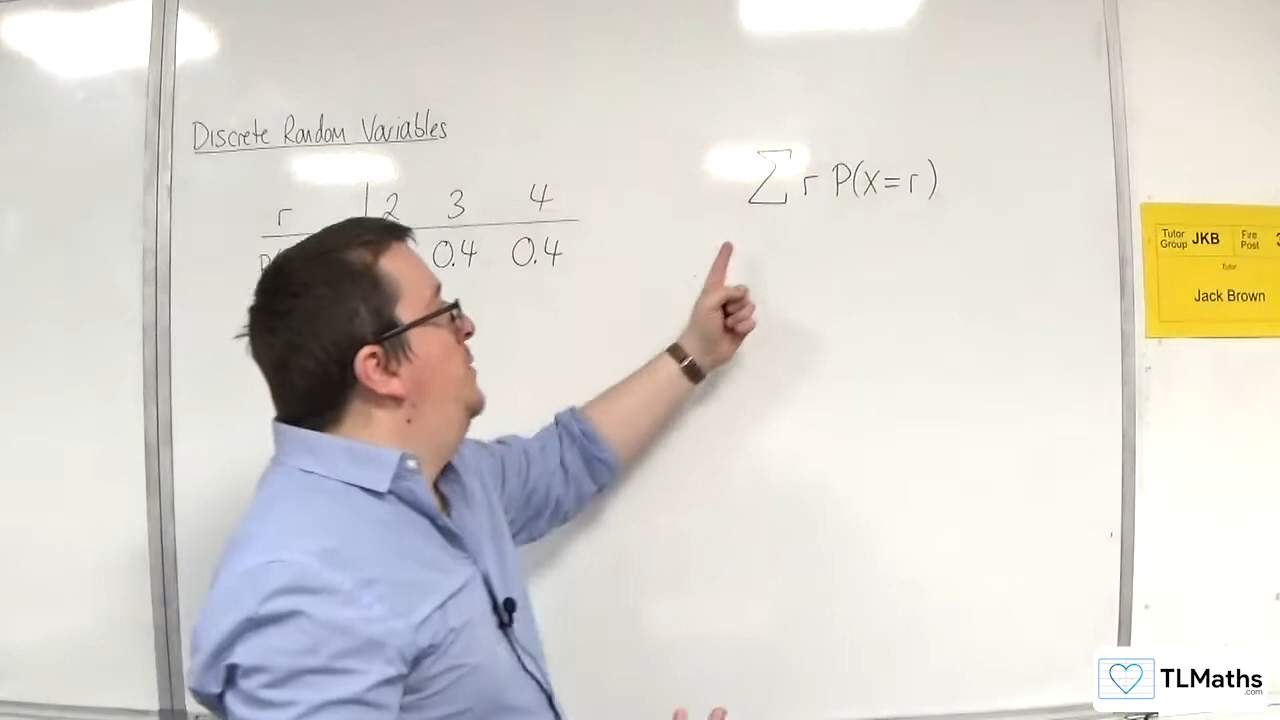 Discrete Random Variables
r 2 3 4
0.4 0.4
∑ r P(X=r)
Tutor Group JKB Fire Post 3
Tutor
Jack Brown
TLMaths
.com